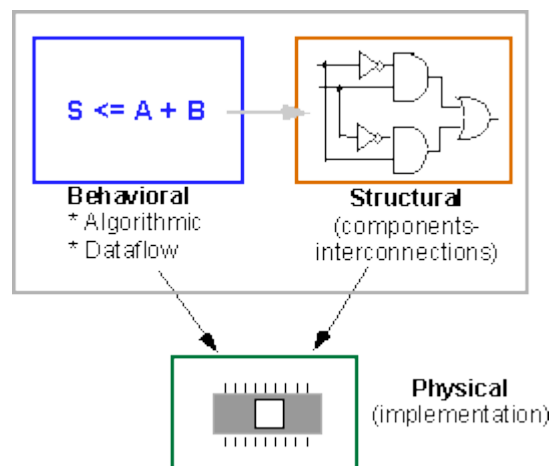 S <= A + B
Behavioral
* Algorithmic
* Dataflow
Structural
(components-
interconnections)
Physical
(implementation)